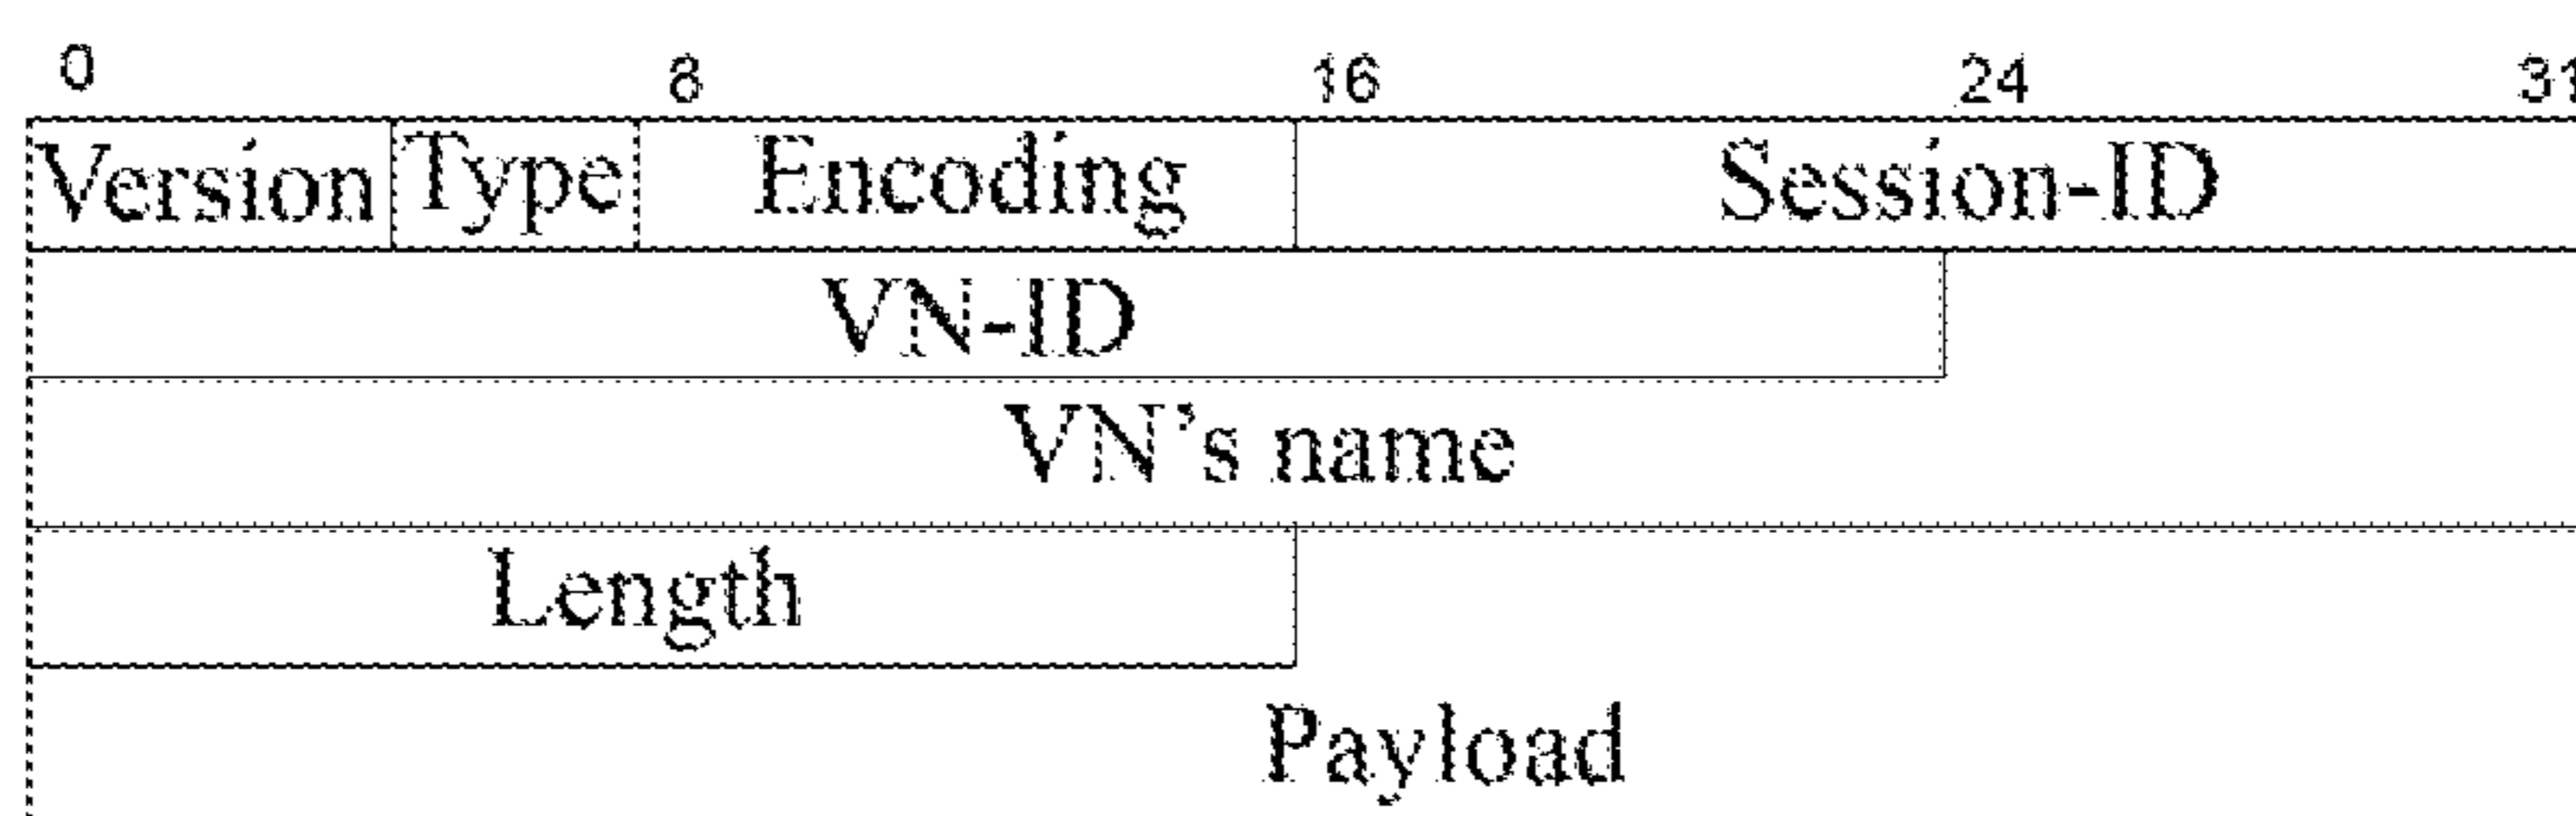 0 8 16 24 31
Version Type Encoding Session-ID
VN-ID
VN's name
Length
Payload